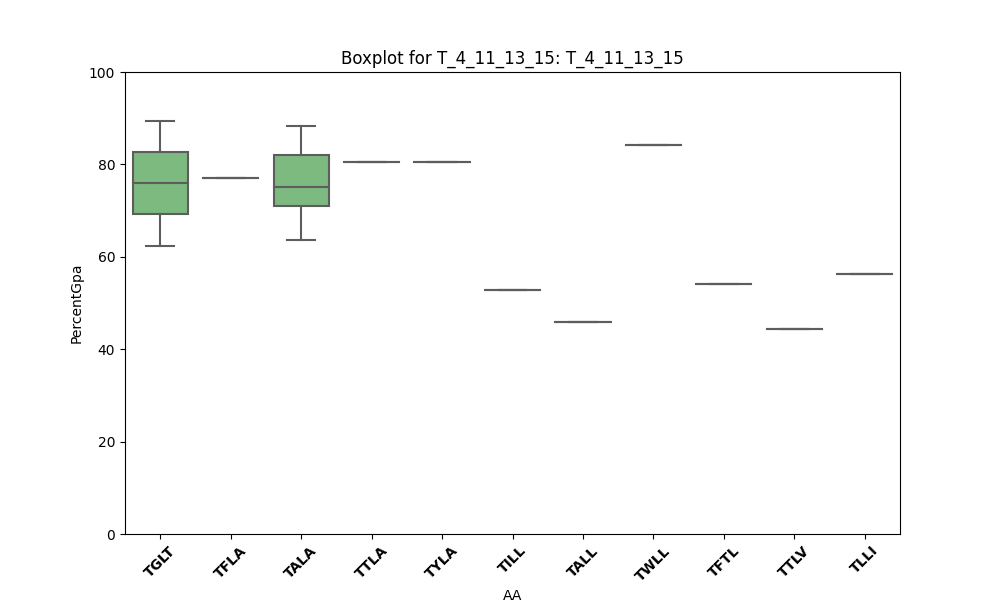 Boxplot for T_4_11_13_15: T_4_11_13_15
100
80
60
40
20
0
PercentGpa
TGLT TFLA TALA TTLA TYLA TILL TALL TWLL TFTL TTLV TLLI
AA